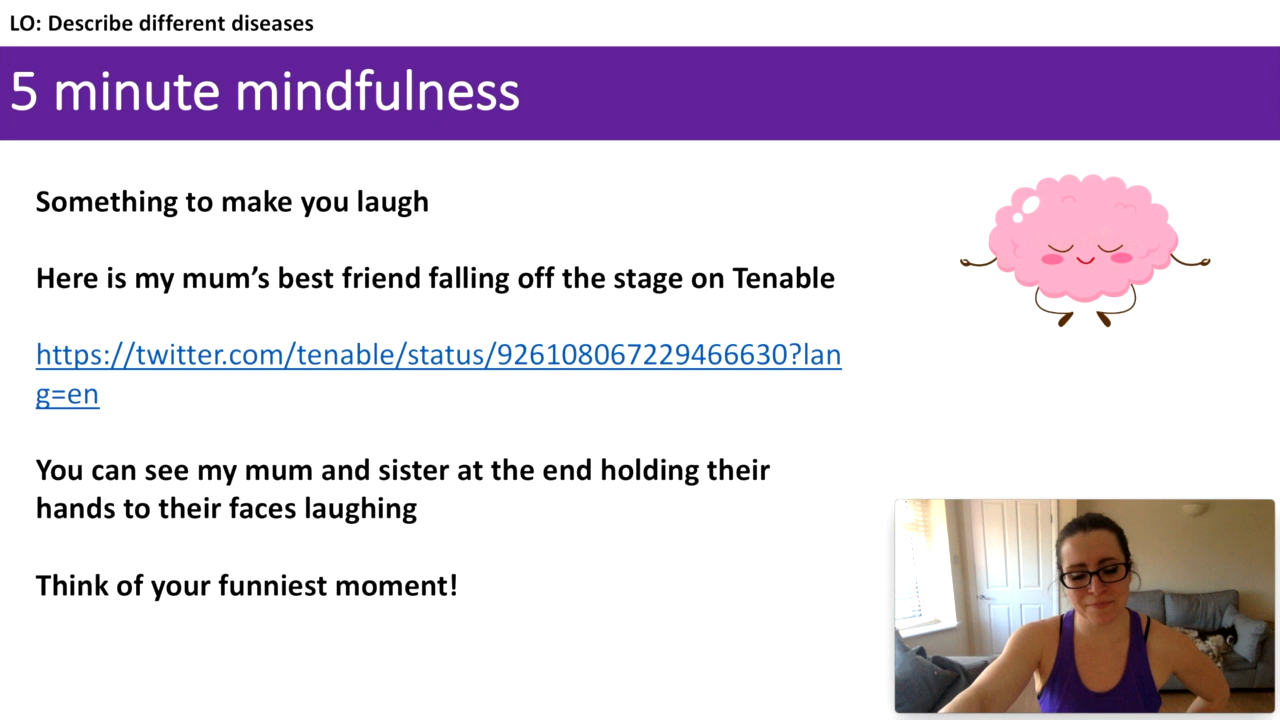 LO: Describe different diseases
5 minute mindfulness
Something to make you laugh
Here is my mum’s best friend falling off the stage on Tenable
https://twitter.com/tenable/status/926108067229466630?lan
g=en
You can see my mum and sister at the end holding their
hands to their faces laughing
Think of your funniest moment!